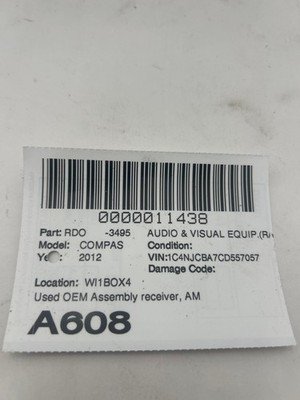 0000011438
Part: RDO -3495 AUDIO & VISUAL EQUIP.(R/
Model: COMPAS Condition:
2012 VIN:1C4NJCBA7CD557057
Damage Code:
Location: WI1BOX4
Used OEM Assembly receiver, AM
A608